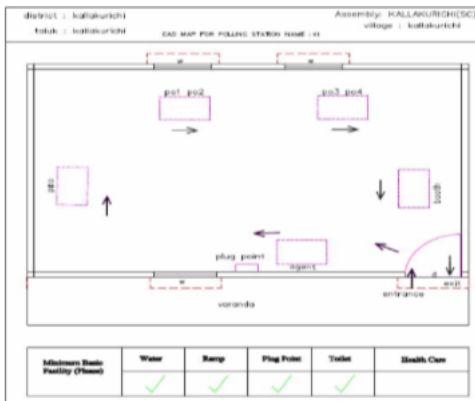 district : kallakurichi
Assembly: KALLAKURICHI(SC)
taluk : kallakurichi
village : kallakurichi
CAD MAP FOR POLLING STATION NAME :
w
w
po1 po2
po3 po4
booth
plug point
agent
w
entrance
exit
varanda
Minimum Basic Facility (Please)
Water
Ramp
Plug Point
Toilet
Health Care